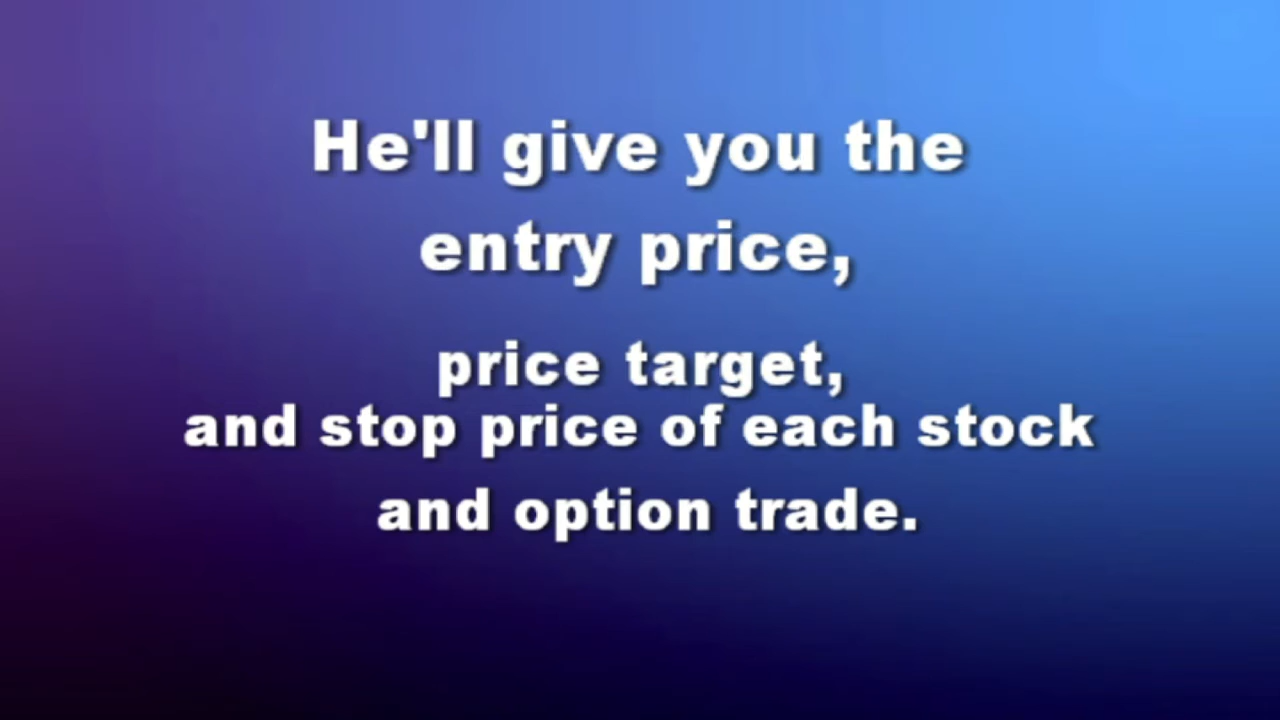 He'll give you the
entry price,
price target,
and stop price of each stock
and option trade.